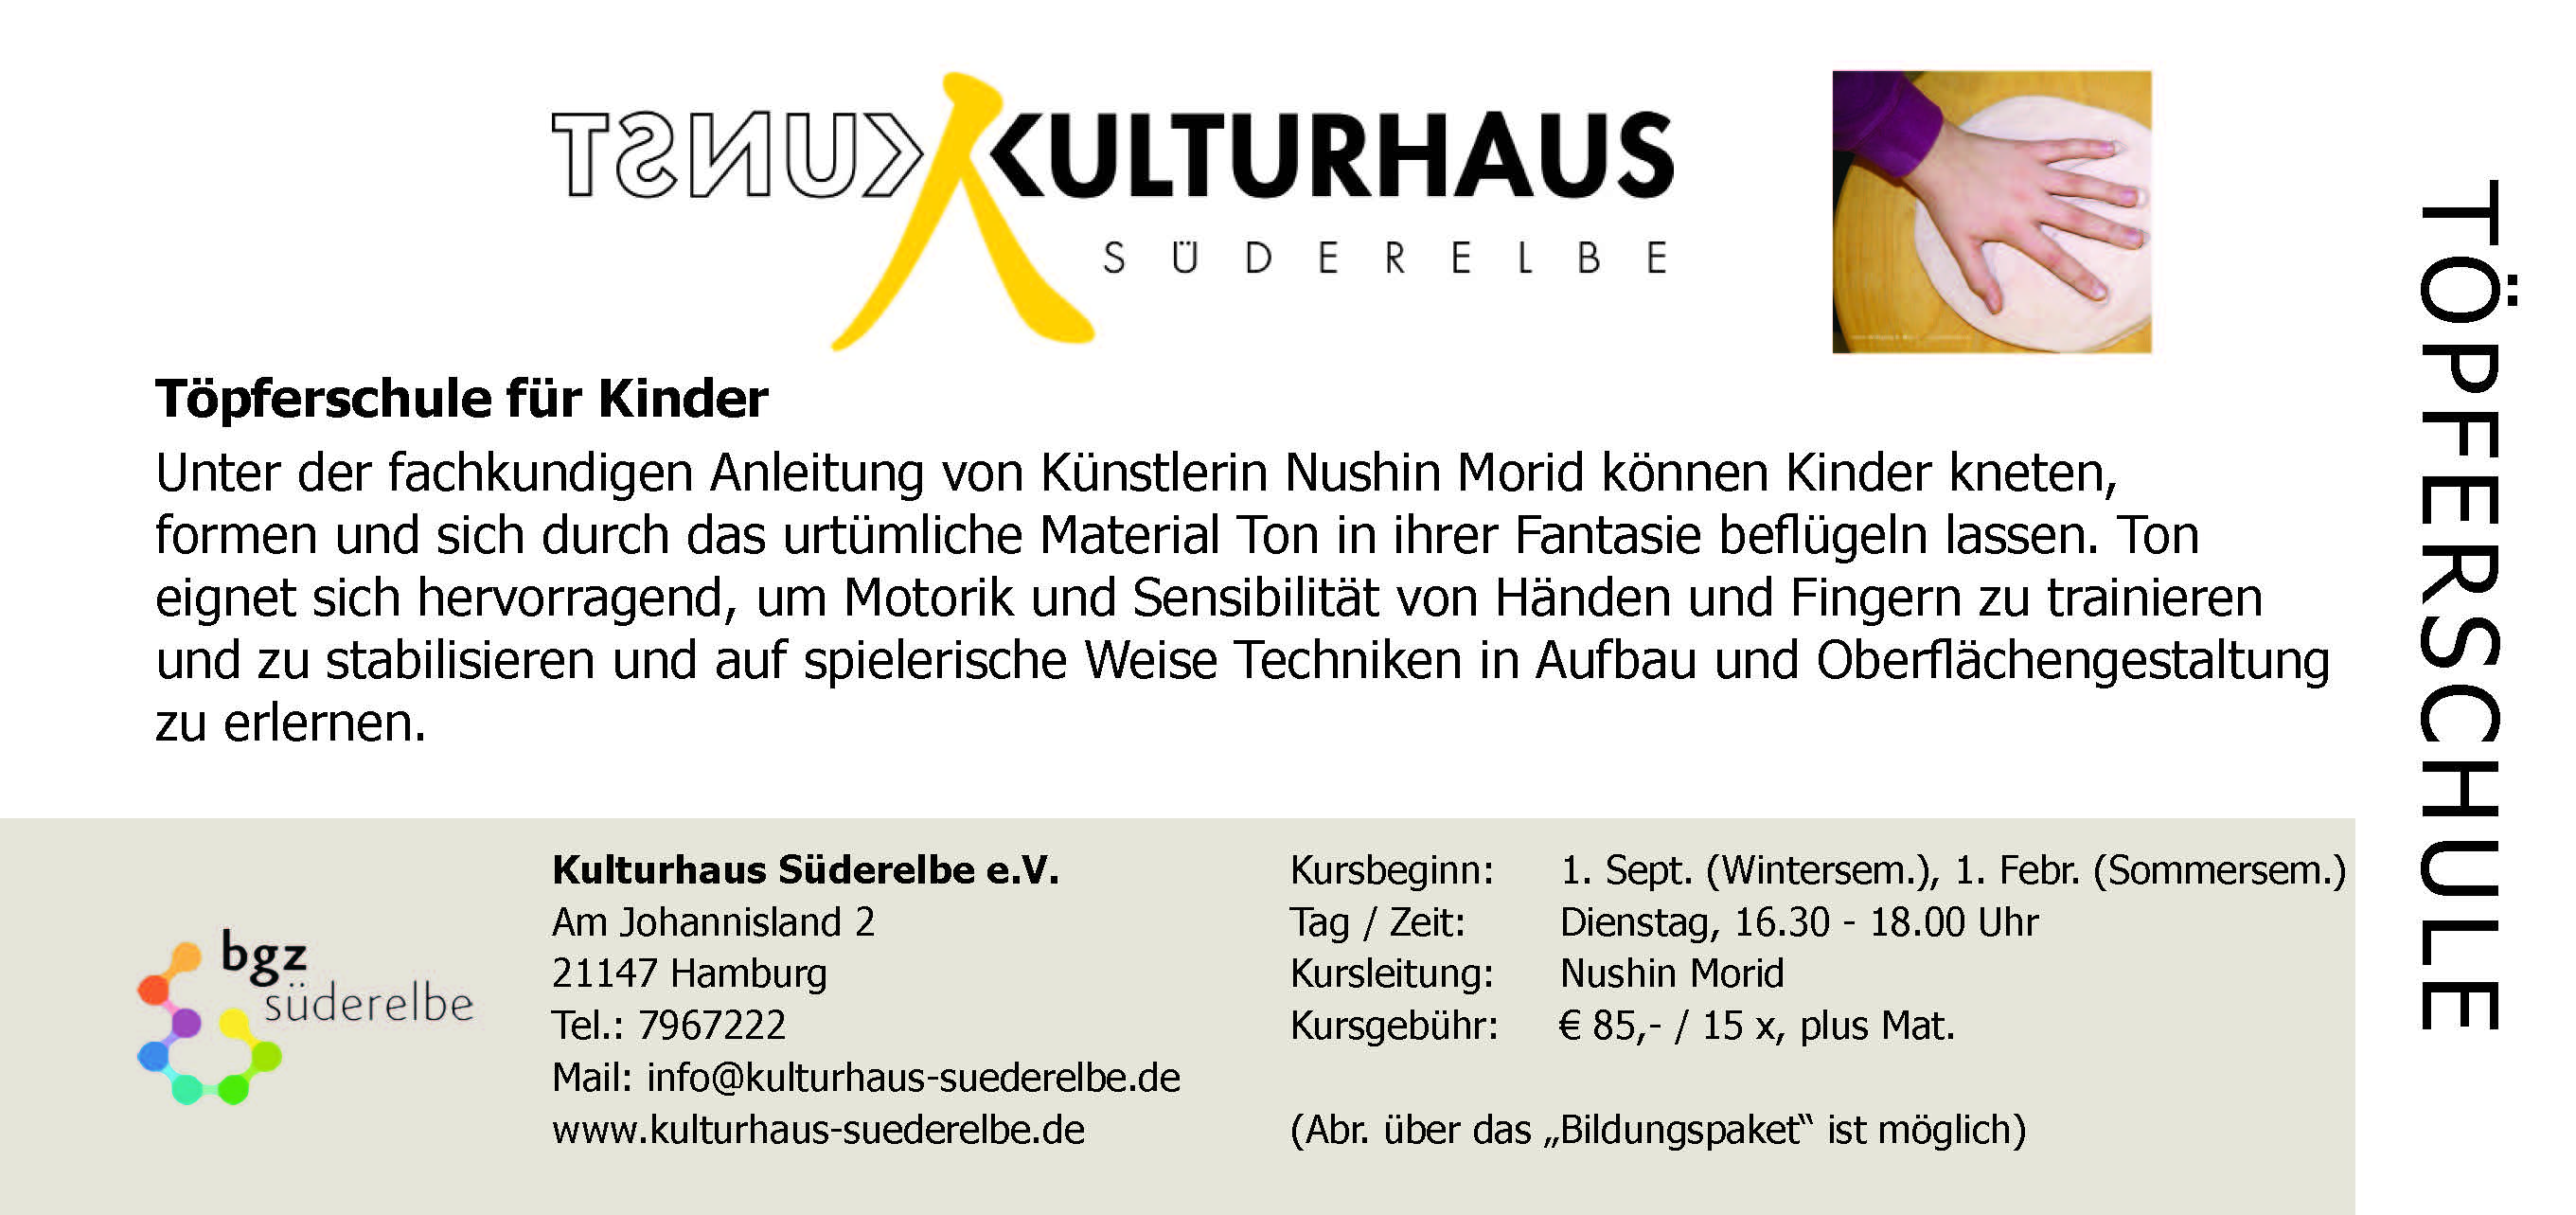 KUNST KULTURHAUS
SÜDERELBE
TÖPFERSCHULE
Töpferschule für Kinder
Unter der fachkundigen Anleitung von Künstlerin Nushin Morid können Kinder kneten,
formen und sich durch das urtümliche Material Ton in ihrer Fantasie beflügeln lassen. Ton
eignet sich hervorragend, um Motorik und Sensibilität von Händen und Fingern zu trainieren
und zu stabilisieren und auf spielerische Weise Techniken in Aufbau und Oberflächengestaltung
zu erlernen.
bgz
süderelbe
Kulturhaus Süderelbe e.V.
Am Johannisland 2
21147 Hamburg
Tel.: 7967222
Mail: info@kulturhaus-suederelbe.de
www.kulturhaus-suederelbe.de
Kursbeginn: 1. Sept. (Wintersem.), 1. Febr. (Sommersem.)
Tag / Zeit: Dienstag, 16.30 - 18.00 Uhr
Kursleitung: Nushin Morid
Kursgebühr: € 85,- / 15 x, plus Mat.
(Abr. über das „Bildungspaket“ ist möglich)